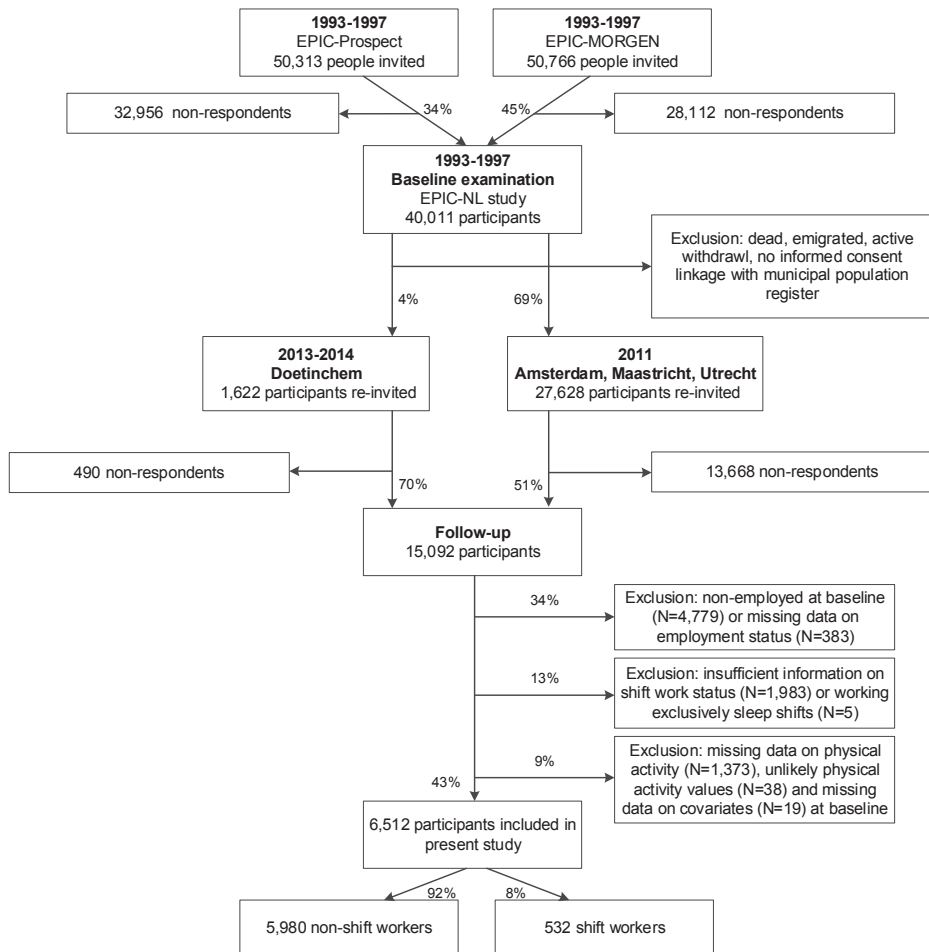 1993-1997
EPIC-Prospect
50,313 people invited
1993-1997
EPIC-MORGEN
50,766 people invited
32,956 non-respondents
34%
45%
28,112 non-respondents
1993-1997
Baseline examination
EPIC-NL study
40,011 participants
Exclusion: dead, emigrated, active
withdrawl, no informed consent
linkage with municipal population
register
4%
69%
2013-2014
Doetinchem
1,622 participants re-invited
2011
Amsterdam, Maastricht, Utrecht
27,628 participants re-invited
490 non-respondents
70%
51%
13,668 non-respondents
Follow-up
15,092 participants
34%
Exclusion: non-employed at baseline
(N=4,779) or missing data on
employment status (N=383)
13%
Exclusion: insufficient information on
shift work status (N=1,983) or working
exclusively sleep shifts (N=5)
9%
Exclusion: missing data on physical
activity (N=1,373), unlikely physical
activity values (N=38) and missing
data on covariates (N=19) at baseline
43%
6,512 participants included in
present study
92%
8%
5,980 non-shift workers
532 shift workers